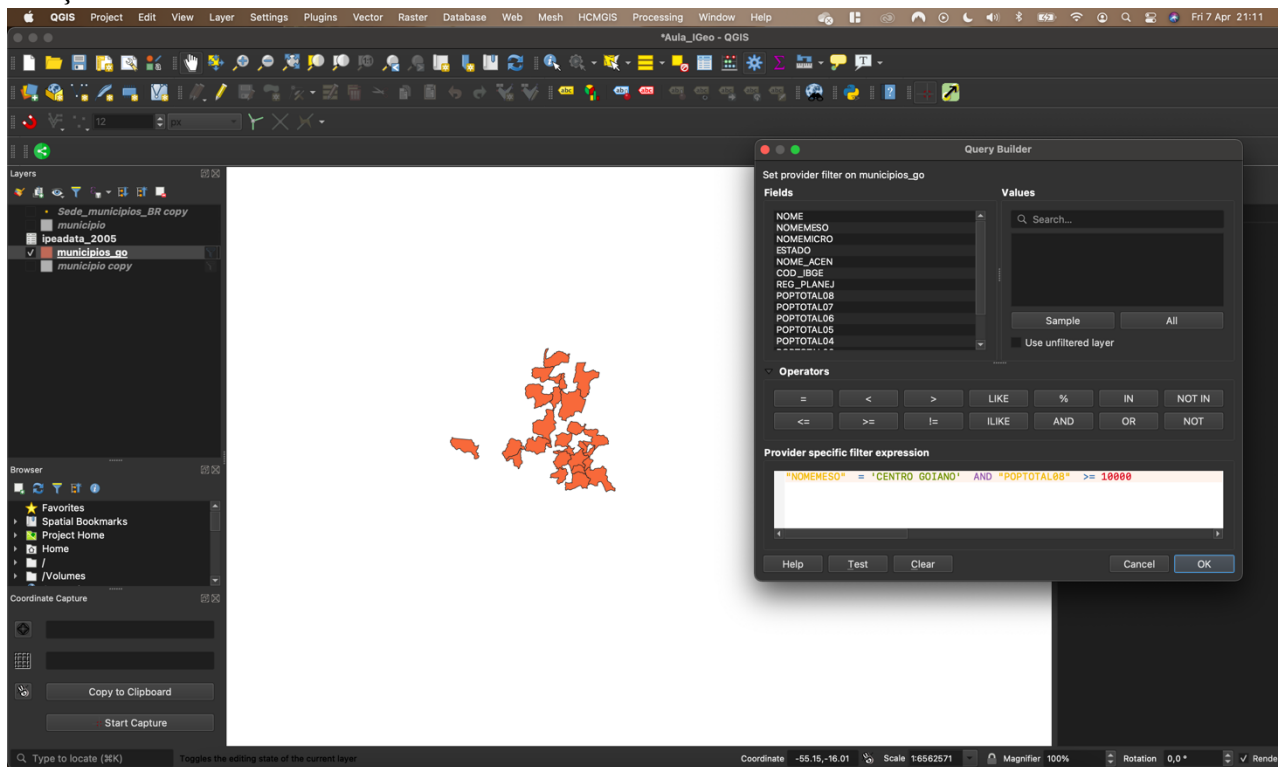 QGIS Project Edit View Layer Settings Plugins Vector Raster Database Web Mesh HCMGIS Processing Window Help Fri 7 Apr 21:11
*Aula_IGeo - QGIS
12 px
Layers
Sede_municipios_BR copy
municipio
ipeadata_2005
municipios_go
municipio copy
Browser
Favorites
Spatial Bookmarks
Project Home
Home
/
/Volumes
Coordinate Capture
Copy to Clipboard
Start Capture
Query Builder
Set provider filter on municipios_go
Fields
NOME
NOMEMESO
NOMEMICRO
ESTADO
NOME_ACEN
COD_IBGE
REG_PLANEJ
POPTOTAL08
POPTOTAL07
POPTOTAL06
POPTOTAL05
POPTOTAL04
Values
Search...
Sample All
Use unfiltered layer
Operators
= < > LIKE % IN NOT IN
<= >= != ILIKE AND OR NOT
Provider specific filter expression
"NOMEMESO" = 'CENTRO GOIANO' AND "POPTOTAL08" >= 10000
Help Test Clear Cancel OK
Type to locate (⌘K) Toggles the editing state of the current layer Coordinate -55.15,-16.01 Scale 1:6562571 Magnifier 100% Rotation 0,0 ° Rende